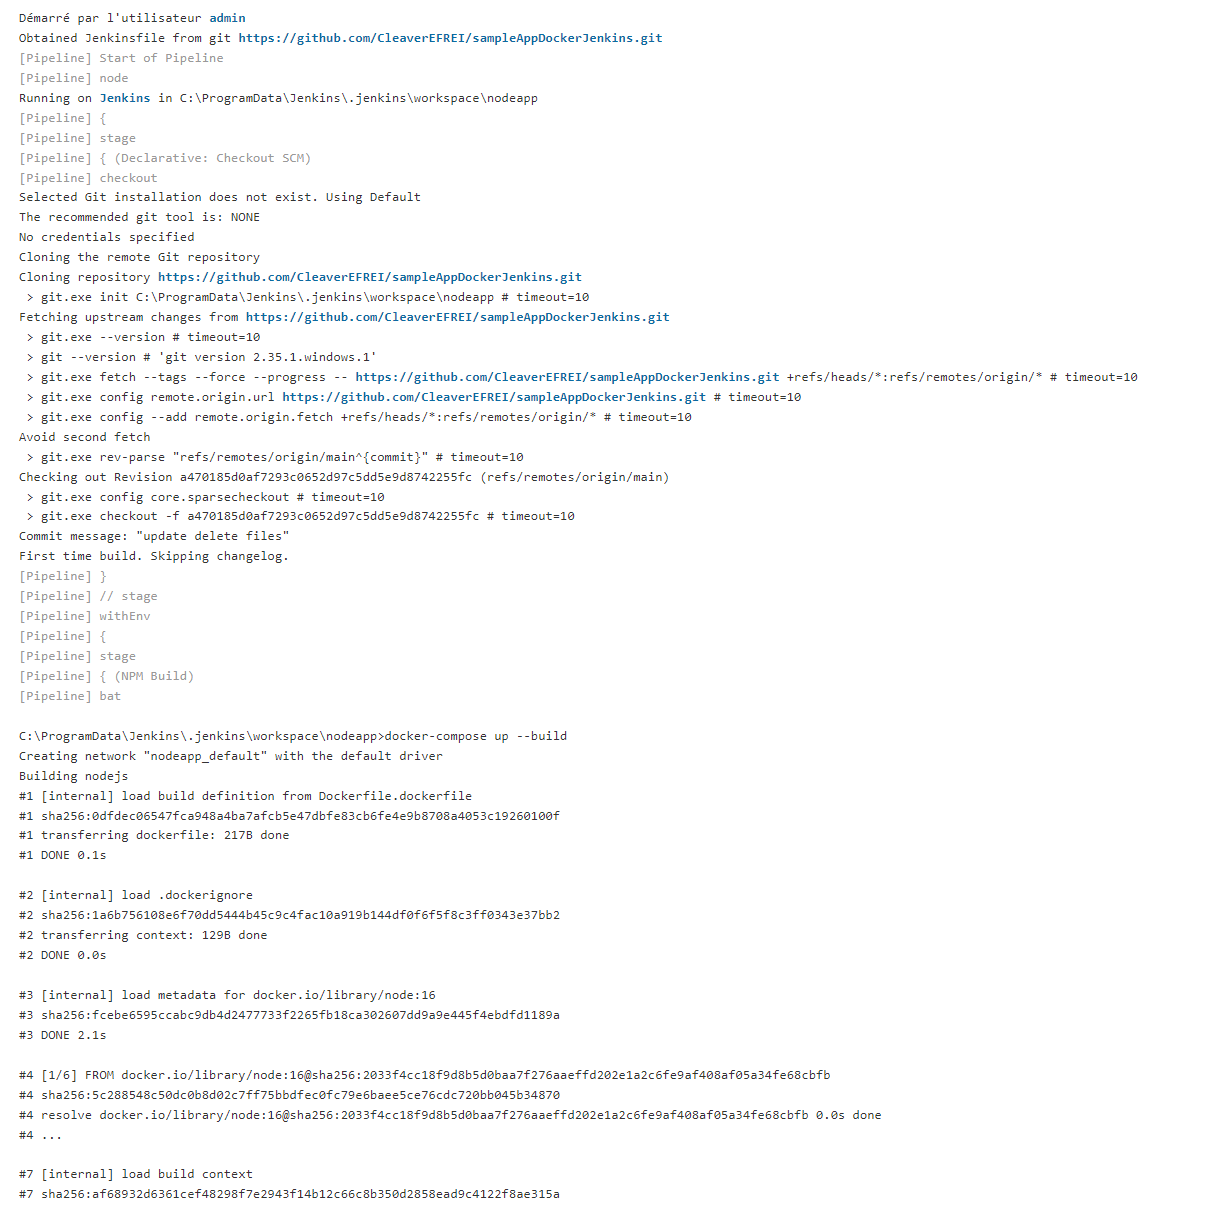 Démarré par l'utilisateur admin
Obtained Jenkinsfile from git https://github.com/CleaverEFREI/sampleAppDockerJenkins.git
[Pipeline] Start of Pipeline
[Pipeline] node
Running on Jenkins in C:\ProgramData\Jenkins\.jenkins\workspace\nodeapp
[Pipeline] {
[Pipeline] stage
[Pipeline] { (Declarative: Checkout SCM)
[Pipeline] checkout
Selected Git installation does not exist. Using Default
The recommended git tool is: NONE
No credentials specified
Cloning the remote Git repository
Cloning repository https://github.com/CleaverEFREI/sampleAppDockerJenkins.git
 > git.exe init C:\ProgramData\Jenkins\.jenkins\workspace\nodeapp # timeout=10
Fetching upstream changes from https://github.com/CleaverEFREI/sampleAppDockerJenkins.git
 > git.exe --version # timeout=10
 > git --version # 'git version 2.35.1.windows.1'
 > git.exe fetch --tags --force --progress -- https://github.com/CleaverEFREI/sampleAppDockerJenkins.git +refs/heads/*:refs/remotes/origin/* # timeout=10
 > git.exe config remote.origin.url https://github.com/CleaverEFREI/sampleAppDockerJenkins.git # timeout=10
 > git.exe config --add remote.origin.fetch +refs/heads/*:refs/remotes/origin/* # timeout=10
Avoid second fetch
 > git.exe rev-parse "refs/remotes/origin/main^{commit}" # timeout=10
Checking out Revision a470185d0af7293c0652d97c5dd5e9d8742255fc (refs/remotes/origin/main)
 > git.exe config core.sparsecheckout # timeout=10
 > git.exe checkout -f a470185d0af7293c0652d97c5dd5e9d8742255fc # timeout=10
Commit message: "update delete files"
First time build. Skipping changelog.
[Pipeline] }
[Pipeline] // stage
[Pipeline] withEnv
[Pipeline] {
[Pipeline] stage
[Pipeline] { (NPM Build)
[Pipeline] bat
C:\ProgramData\Jenkins\.jenkins\workspace\nodeapp>docker-compose up --build
Creating network "nodeapp_default" with the default driver
Building nodejs
#1 [internal] load build definition from Dockerfile.dockerfile
#1 sha256:0dfdec06547fca948a4ba7afcb5e47dbfe83cb6fe4e9b8708a4053c19260100f
#1 transferring dockerfile: 217B done
#1 DONE 0.1s
#2 [internal] load .dockerignore
#2 sha256:1a6b756108e6f70dd5444b45c9c4fac10a919b144df0f6f5f8c3ff0343e37bb2
#2 transferring context: 129B done
#2 DONE 0.0s
#3 [internal] load metadata for docker.io/library/node:16
#3 sha256:fcebe6595ccabc9db4d2477733f2265fb18ca302607dd9a9e445f4ebdfd1189a
#3 DONE 2.1s
#4 [1/6] FROM docker.io/library/node:16@sha256:2033f4cc18f9d8b5d0baa7f276aaeffd202e1a2c6fe9af408af05a34fe68cbfb
#4 sha256:5c288548c50dc0b8d02c7ff75bbdfec0fc79e6baee5ce76cdc720bb045b34870
#4 resolve docker.io/library/node:16@sha256:2033f4cc18f9d8b5d0baa7f276aaeffd202e1a2c6fe9af408af05a34fe68cbfb 0.0s done
#4 ...
#7 [internal] load build context
#7 sha256:af68932d6361cef48298f7e2943f14b12c66c8b350d2858ead9c4122f8ae315a